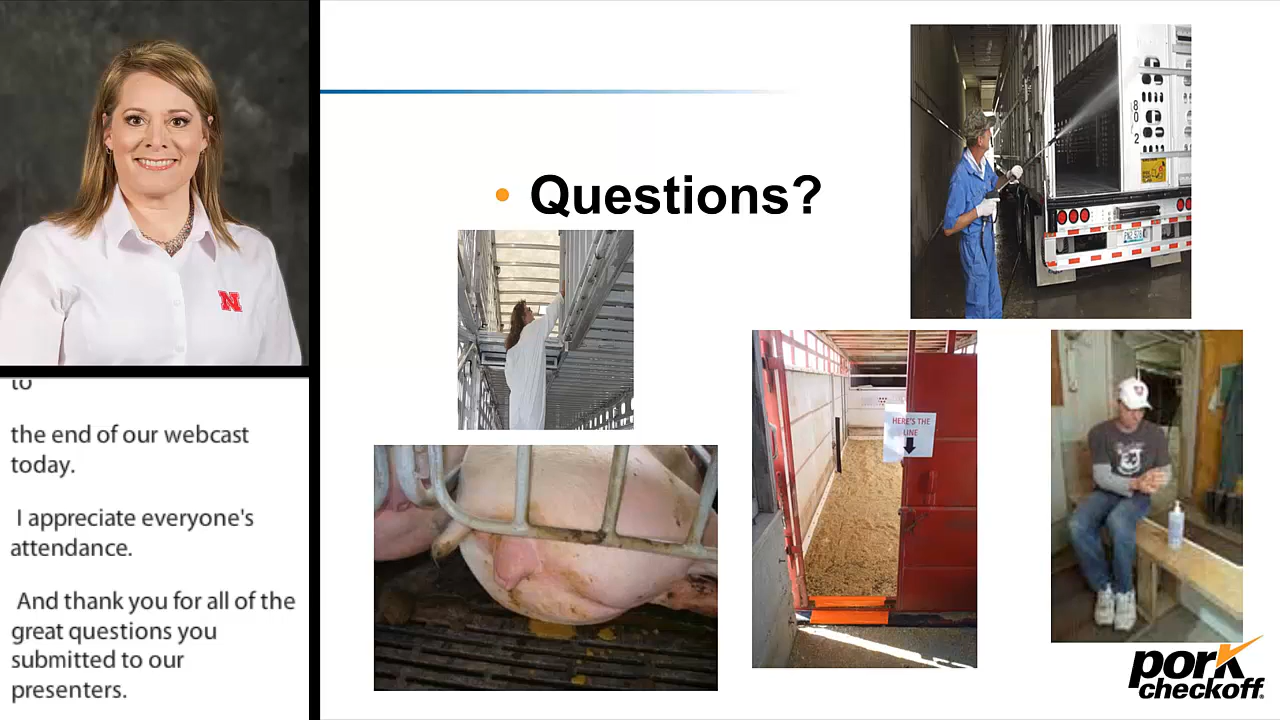 N
to
the end of our webcast
today.
I appreciate everyone's
attendance.
And thank you for all of the
great questions you
submitted to our
presenters.
• Questions?
802
HERE'S THE
LINE
pork
checkoff®